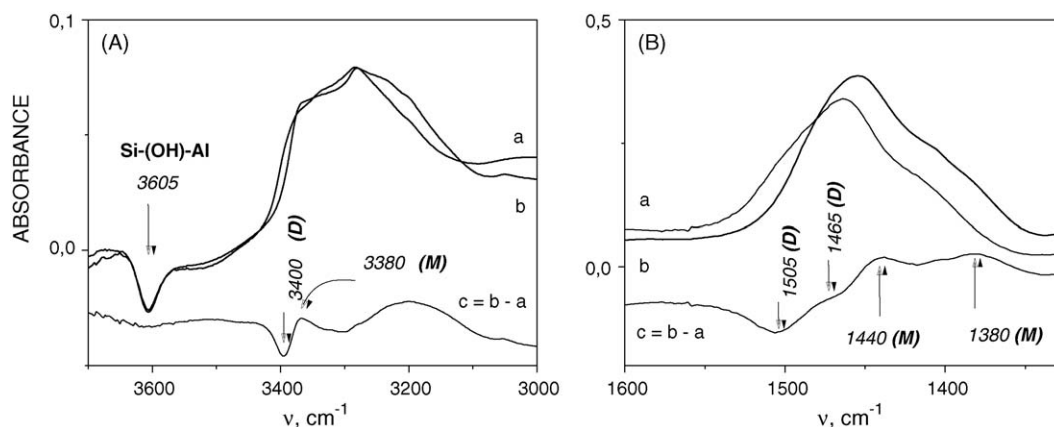 (A)
0,1
Si-(OH)-Al
3605
a
b
0,0
3400 (D)
3380 (M)
c = b - a
ABSORBANCE
3600
3400
3200
3000
ν, cm-1
(B)
0,5
a
b
0,0
1505 (D)
1465 (D)
c = b - a
1440 (M)
1380 (M)
1600
1500
1400
ν, cm-1